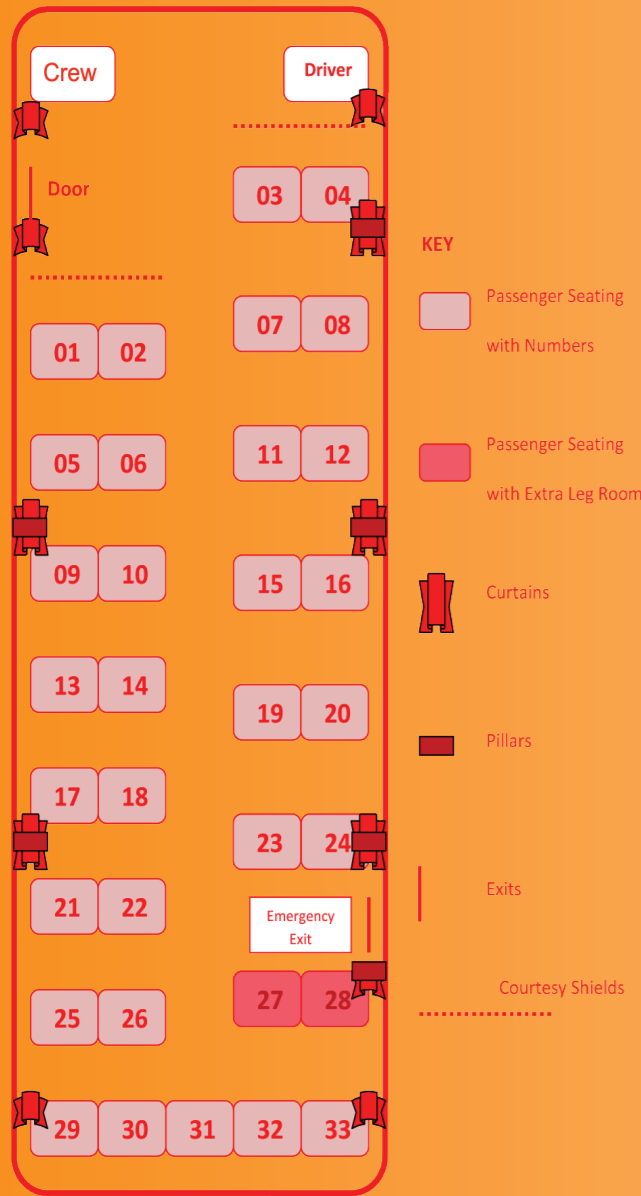 Crew
Driver
Door
03 04
KEY
Passenger Seating
with Numbers
07 08
01 02
Passenger Seating
with Extra Leg Room
11 12
05 06
09 10
15 16
Curtains
13 14
19 20
Pillars
17 18
23 24
21 22
Emergency
Exit
Exits
27 28
Courtesy Shields
25 26
29 30 31 32 33